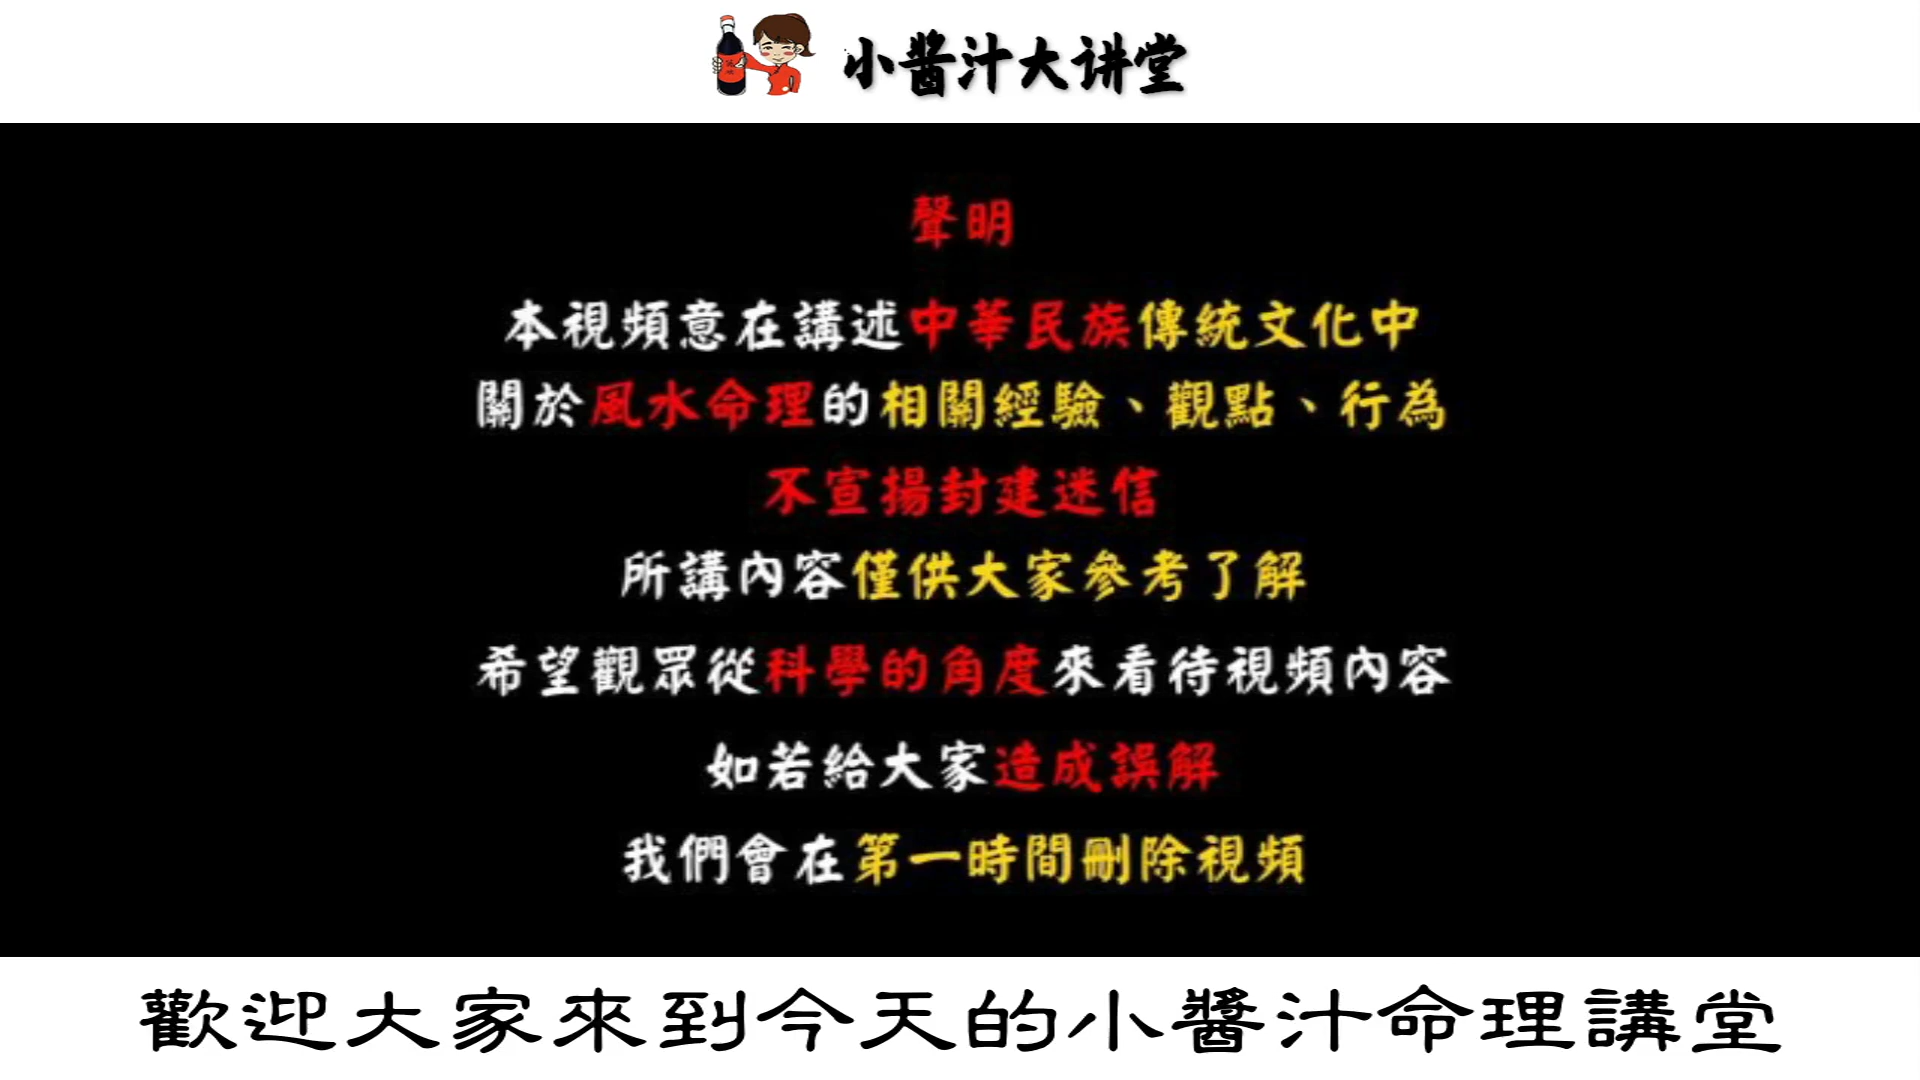 小醬汁大讲堂
聲明
本視頻意在講述中華民族傳統文化中
關於風水命理的相關經驗、觀點、行為
不宣揚封建迷信
所講內容僅供大家參考了解
希望觀眾從科學的角度來看待視頻內容
如若給大家造成誤解
我們會在第一時間刪除視頻
歡迎大家來到今天的小醬汁命理講堂